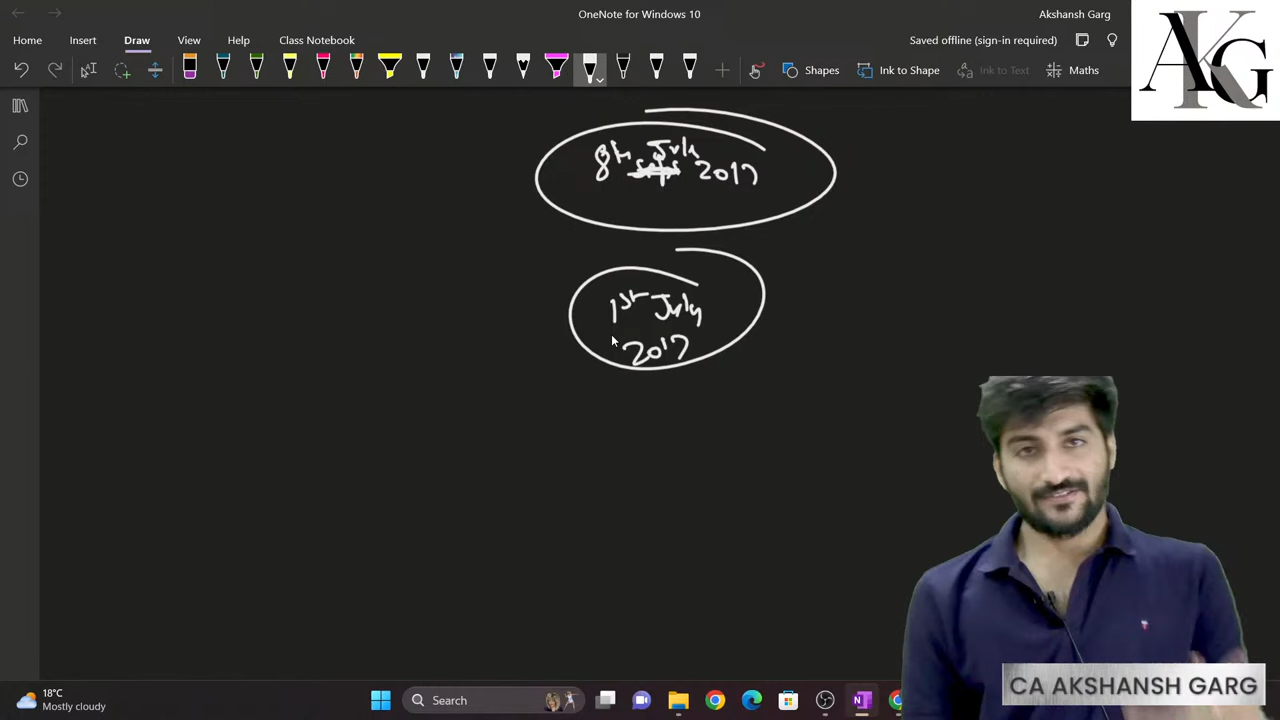 OneNote for Windows 10
Akshansh Garg
Home Insert Draw View Help Class Notebook
Saved offline (sign-in required)
Shapes Ink to Shape Ink to Text Maths
AKG
8th July 2017
1st July
2017
CA AKSHANSH GARG
18°C
Mostly cloudy
Search